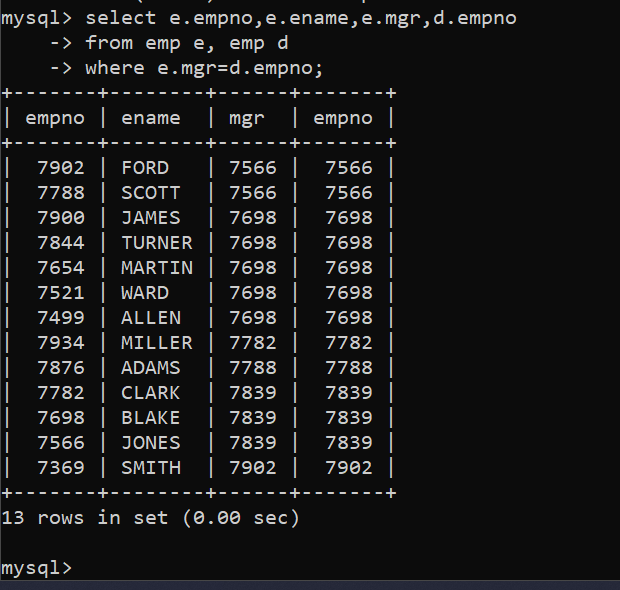 mysql> select e.empno,e.ename,e.mgr,d.empno
    -> from emp e, emp d
    -> where e.mgr=d.empno;
+-------+--------+------+-------+
| empno | ename  | mgr  | empno |
+-------+--------+------+-------+
|  7902 | FORD   | 7566 |  7566 |
|  7788 | SCOTT  | 7566 |  7566 |
|  7900 | JAMES  | 7698 |  7698 |
|  7844 | TURNER | 7698 |  7698 |
|  7654 | MARTIN | 7698 |  7698 |
|  7521 | WARD   | 7698 |  7698 |
|  7499 | ALLEN  | 7698 |  7698 |
|  7934 | MILLER | 7782 |  7782 |
|  7876 | ADAMS  | 7788 |  7788 |
|  7782 | CLARK  | 7839 |  7839 |
|  7698 | BLAKE  | 7839 |  7839 |
|  7566 | JONES  | 7839 |  7839 |
|  7369 | SMITH  | 7902 |  7902 |
+-------+--------+------+-------+
13 rows in set (0.00 sec)
mysql>